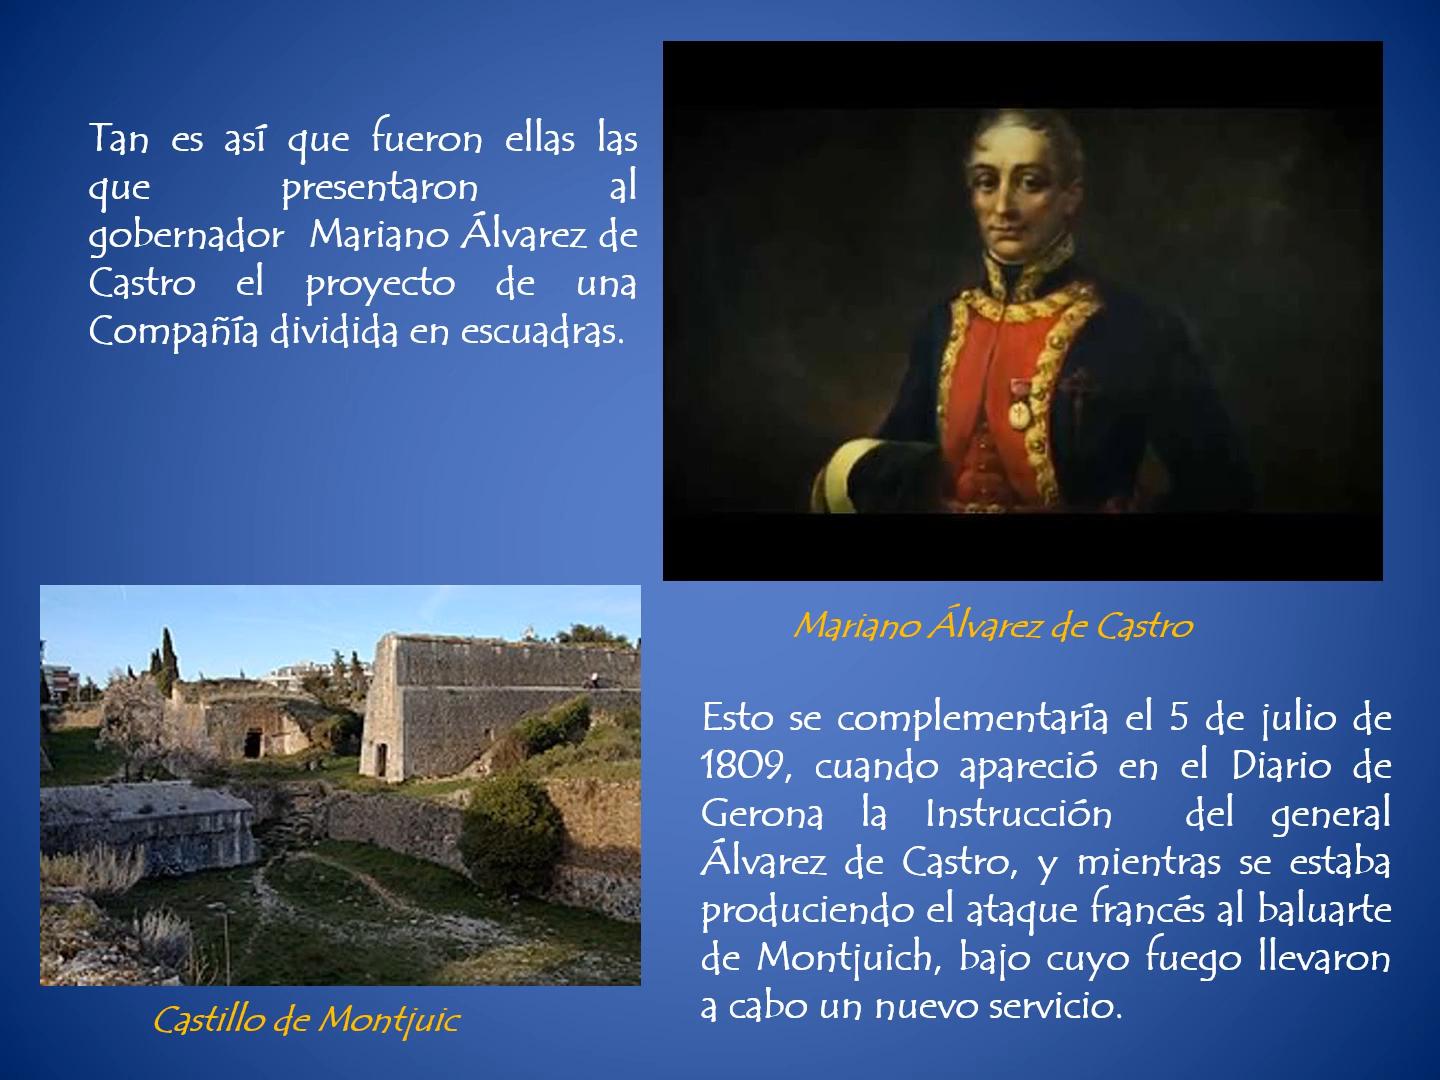 Tan es así que fueron ellas las
que presentaron al
gobernador Mariano Álvarez de
Castro el proyecto de una
Compañía dividida en escuadras.
Mariano Álvarez de Castro
Esto se complementaría el 5 de julio de
1809, cuando apareció en el Diario de
Gerona la Instrucción del general
Álvarez de Castro, y mientras se estaba
produciendo el ataque francés al baluarte
de Montjuich, bajo cuyo fuego llevaron
a cabo un nuevo servicio.
Castillo de Montjuic